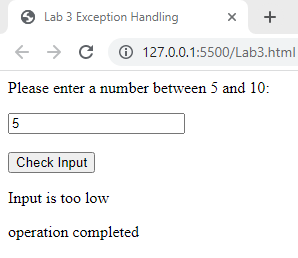 Lab 3 Exception Handling
127.0.0.1:5500/Lab3.html
Please enter a number between 5 and 10:
5
Check Input
Input is too low
operation completed